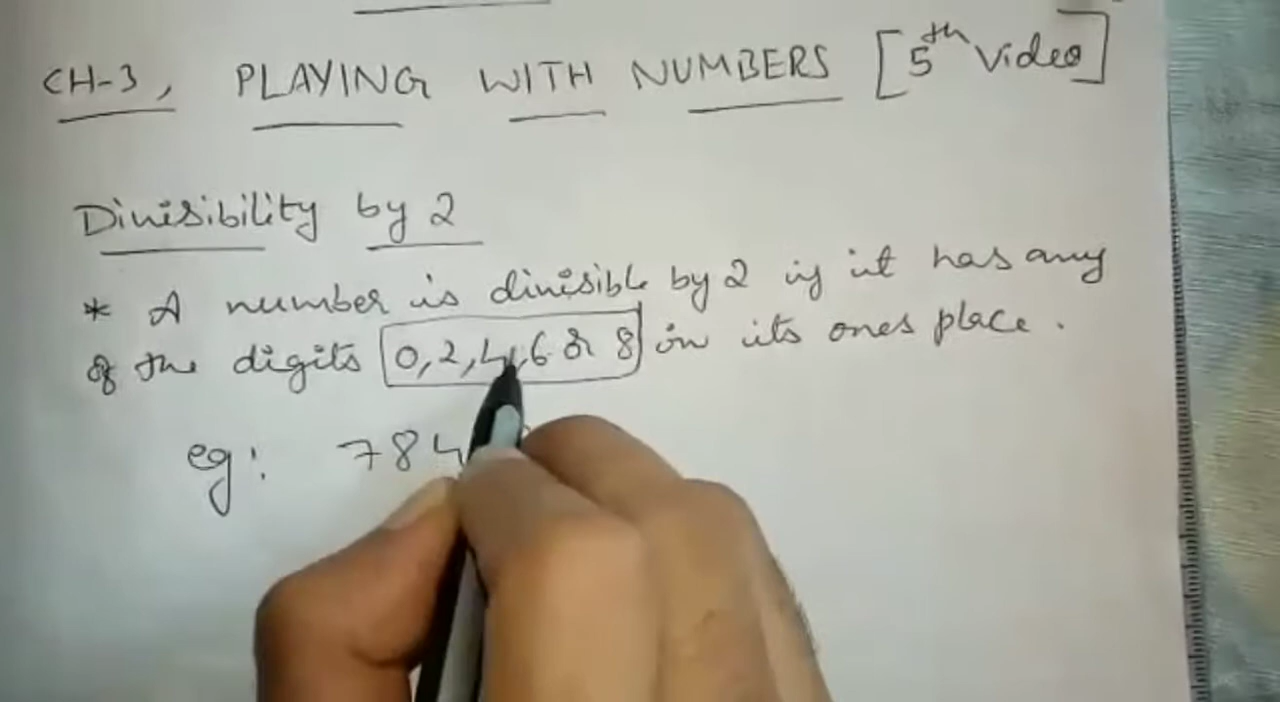 CH-3, PLAYING WITH NUMBERS [5th Video]
Divisibility by 2
* A number is divisible by 2 if it has any
of the digits 0,2,4,6 or 8 in its ones place.
eg: 784